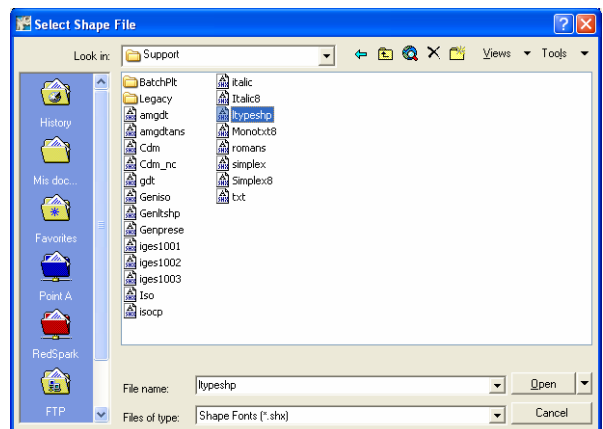 Select Shape File
Look in: Support Views Tools
History
Mis doc...
Favorites
Point A
RedSpark
FTP
BatchPlt
Legacy
amgdt
amgdtans
Cdm
Cdm_nc
gdt
Geniso
Genltshp
Genprese
iges1001
iges1002
iges1003
Iso
isocp
italic
Italic8
ltypeshp
Monotxt8
romans
simplex
Simplex8
txt
File name: ltypeshp Open
Files of type: Shape Fonts (*.shx) Cancel